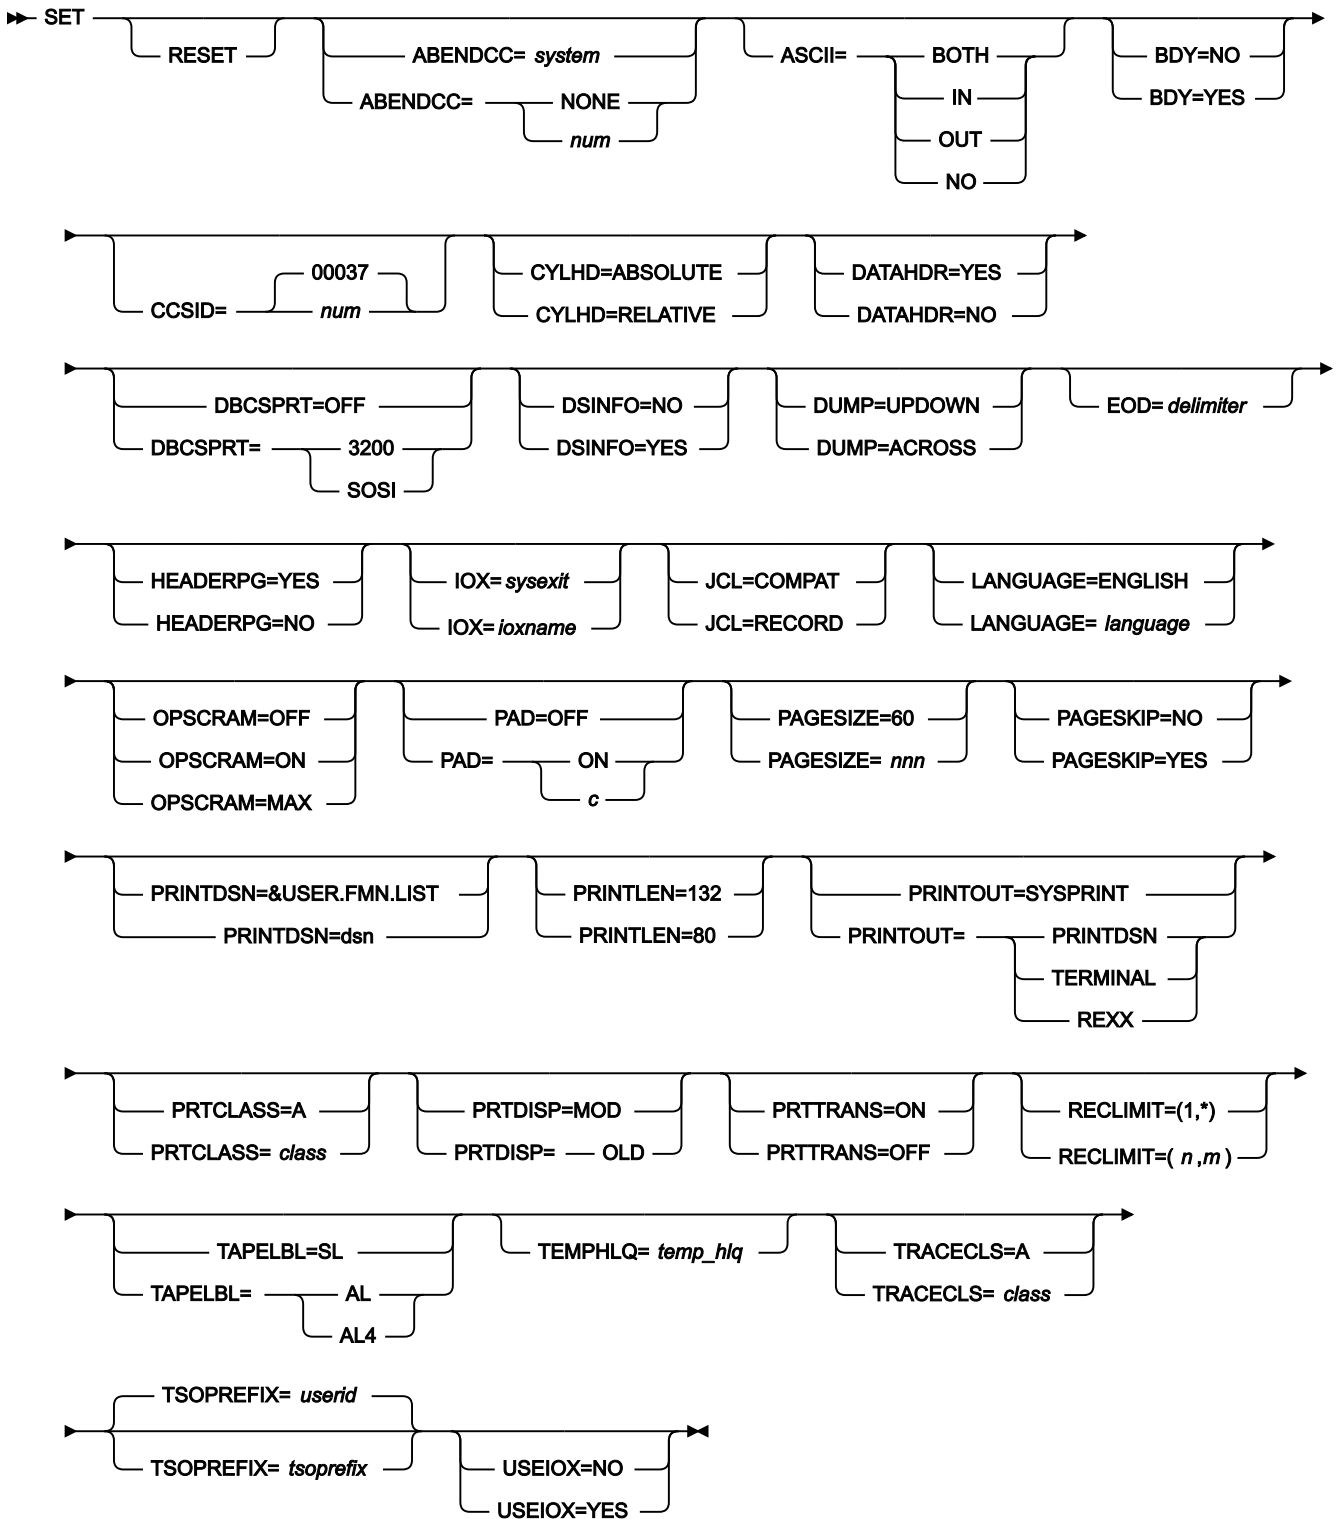 SET
RESET
ABENDCC= system
ABENDCC= NONE
num
ASCII= BOTH
IN
OUT
NO
BDY=NO
BDY=YES
CCSID= 00037
num
CYLHD=ABSOLUTE
CYLHD=RELATIVE
DATAHDR=YES
DATAHDR=NO
DBCSPRT=OFF
DBCSPRT= 3200
SOSI
DSINFO=NO
DSINFO=YES
DUMP=UPDOWN
DUMP=ACROSS
EOD= delimiter
HEADERPG=YES
HEADERPG=NO
IOX= sysexit
IOX= ioxname
JCL=COMPAT
JCL=RECORD
LANGUAGE=ENGLISH
LANGUAGE= language
OPSCRAM=OFF
OPSCRAM=ON
OPSCRAM=MAX
PAD=OFF
PAD= ON
c
PAGESIZE=60
PAGESIZE= nnn
PAGESKIP=NO
PAGESKIP=YES
PRINTDSN=&USER.FMN.LIST
PRINTDSN=dsn
PRINTLEN=132
PRINTLEN=80
PRINTOUT=SYSPRINT
PRINTOUT= PRINTDSN
TERMINAL
REXX
PRTCLASS=A
PRTCLASS= class
PRTDISP=MOD
PRTDISP= OLD
PRTTRANS=ON
PRTTRANS=OFF
RECLIMIT=(1,*)
RECLIMIT=( n ,m )
TAPELBL=SL
TAPELBL= AL
AL4
TEMPHLQ= temp_hlq
TRACECLS=A
TRACECLS= class
TSOPREFIX= userid
TSOPREFIX= tsoprefix
USEIOX=NO
USEIOX=YES